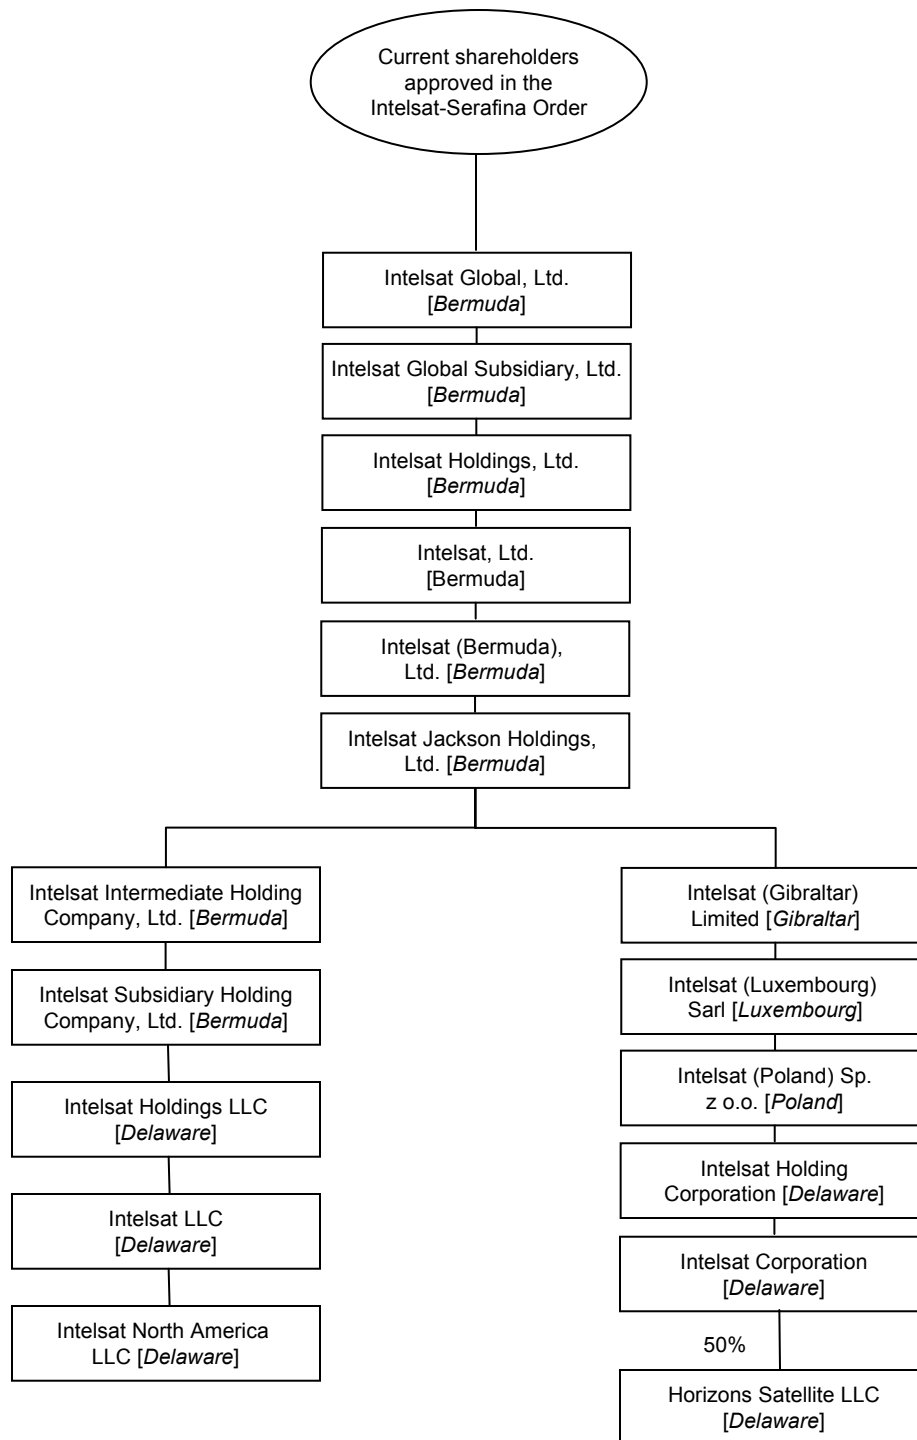 Current shareholders
approved in the
Intelsat-Serafina Order
Intelsat Global, Ltd.
[Bermuda]
Intelsat Global Subsidiary, Ltd.
[Bermuda]
Intelsat Holdings, Ltd.
[Bermuda]
Intelsat, Ltd.
[Bermuda]
Intelsat (Bermuda),
Ltd. [Bermuda]
Intelsat Jackson Holdings,
Ltd. [Bermuda]
Intelsat Intermediate Holding
Company, Ltd. [Bermuda]
Intelsat Subsidiary Holding
Company, Ltd. [Bermuda]
Intelsat Holdings LLC
[Delaware]
Intelsat LLC
[Delaware]
Intelsat North America
LLC [Delaware]
Intelsat (Gibraltar)
Limited [Gibraltar]
Intelsat (Luxembourg)
Sarl [Luxembourg]
Intelsat (Poland) Sp.
z o.o. [Poland]
Intelsat Holding
Corporation [Delaware]
Intelsat Corporation
[Delaware]
50%
Horizons Satellite LLC
[Delaware]